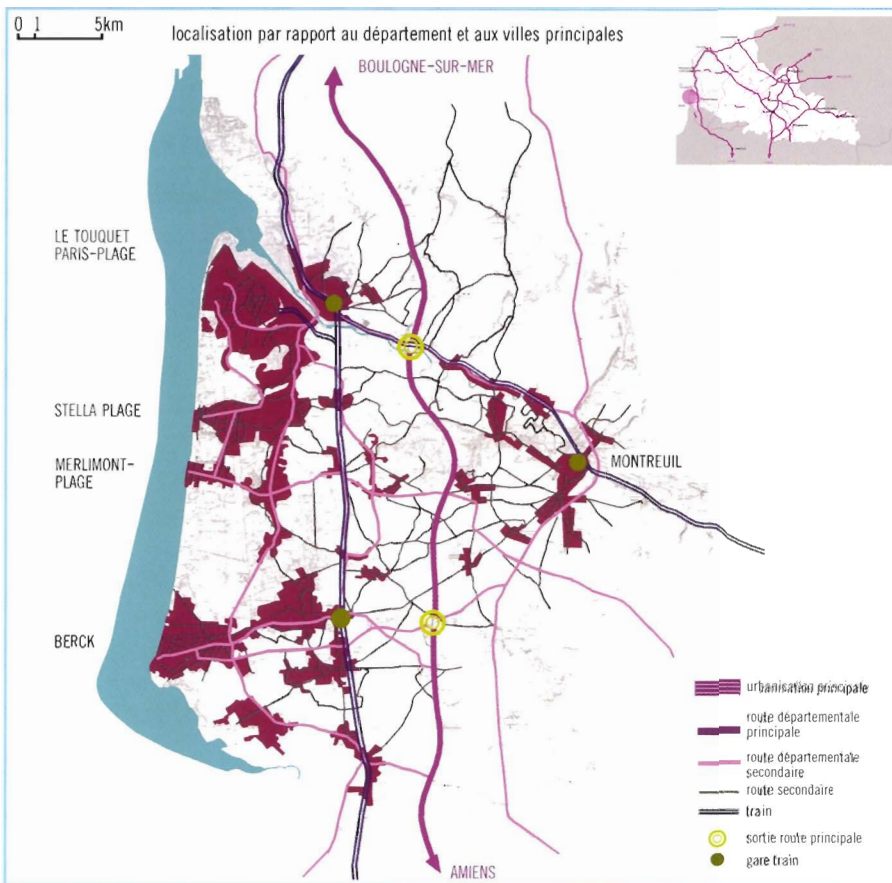 0 1 5km
localisation par rapport au département et aux villes principales
BOULOGNE-SUR-MER
LE TOUQUET
PARIS-PLAGE
STELLA PLAGE
MERLIMONT-
PLAGE
MONTREUIL
BERCK
AMIENS
urbanisation principale
route départementale
principale
route départementale
secondaire
route secondaire
train
sortie route principale
gare train